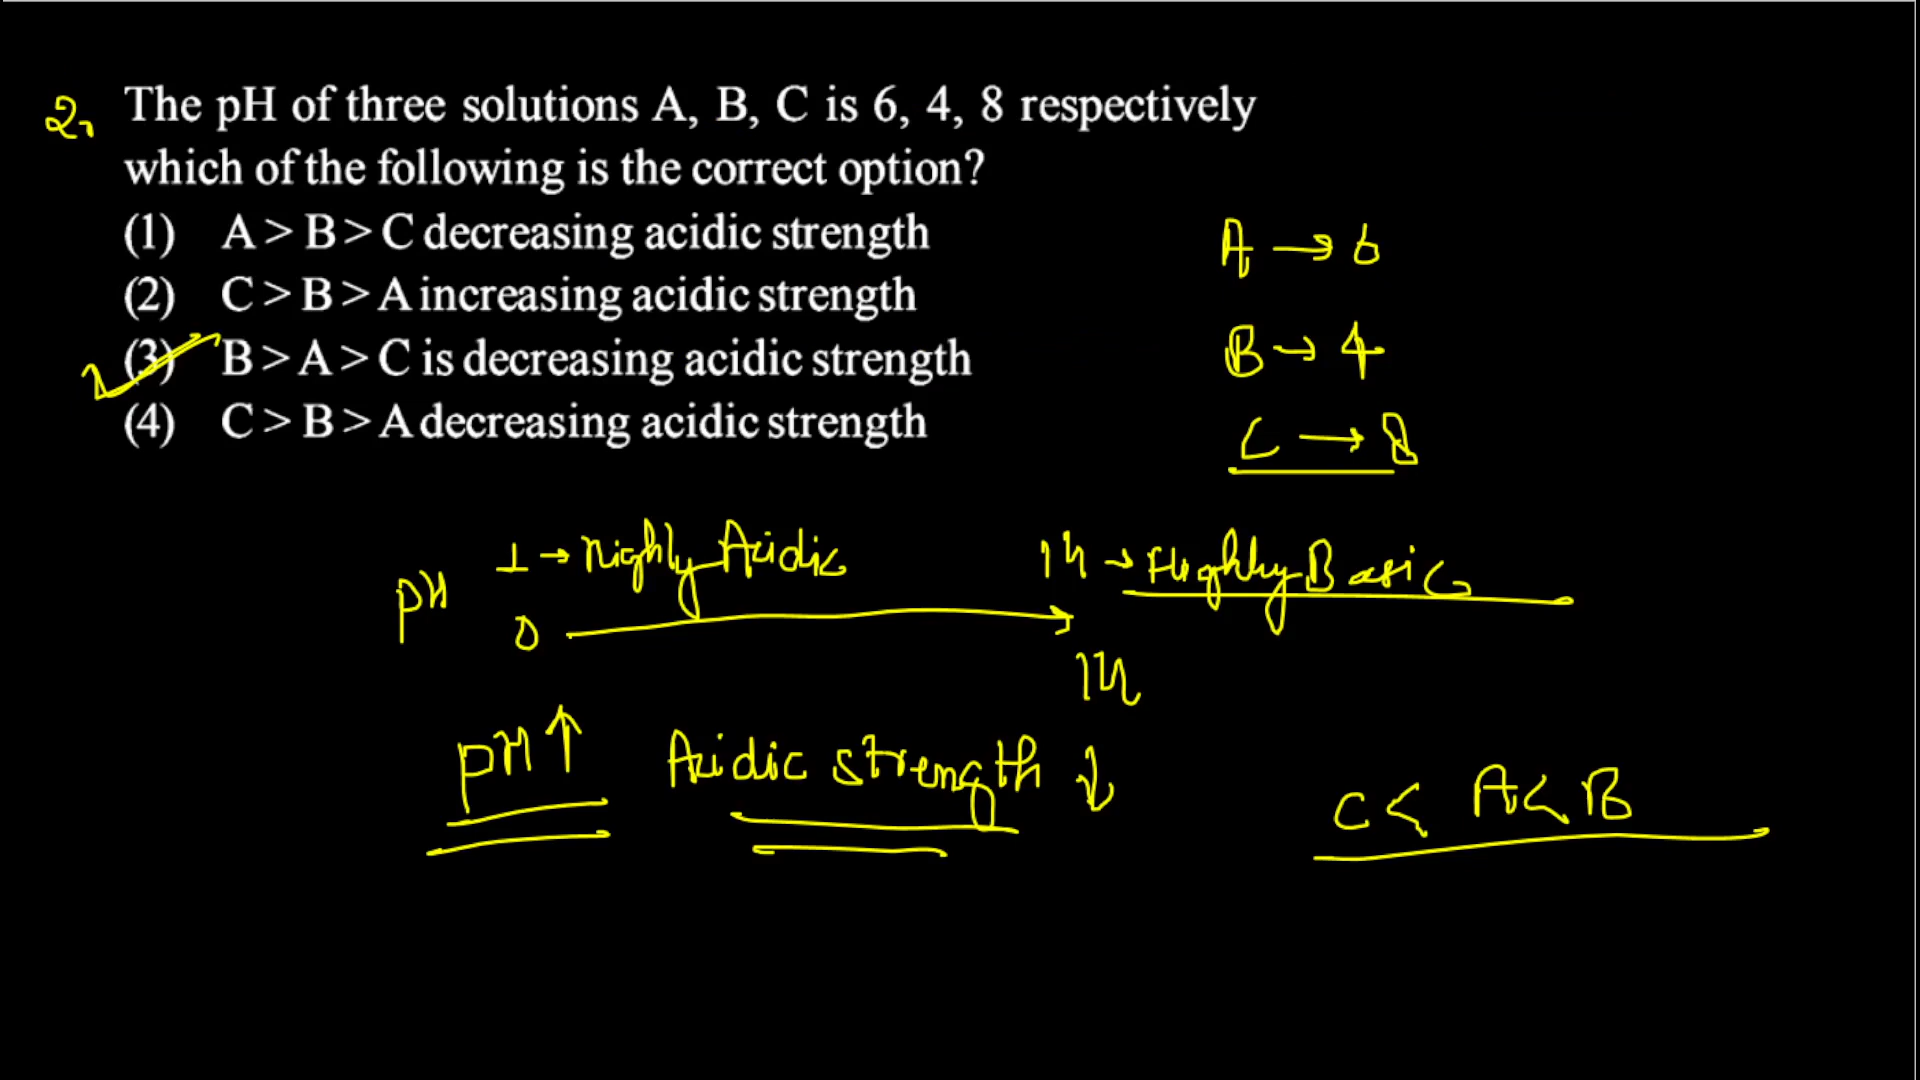 2, The pH of three solutions A, B, C is 6, 4, 8 respectively
which of the following is the correct option?
(1) A > B > C decreasing acidic strength
(2) C > B > A increasing acidic strength
(3) B > A > C is decreasing acidic strength
(4) C > B > A decreasing acidic strength
A → 6
B → 4
C → 8
1 → Highly Acidic
14 → Highly Basic
pH
0 → 14
pH ↑ Acidic strength ↓
C < A < B